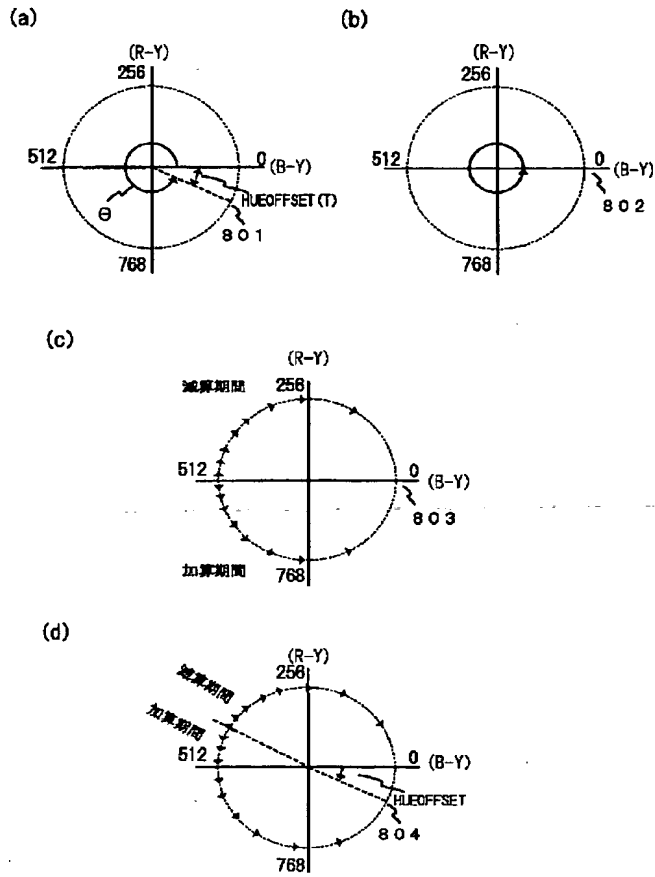 (a)
(R-Y)
256
512
0
(B-Y)
HUEOFFSET(T)
Θ
801
768
(b)
(R-Y)
256
512
0
(B-Y)
802
768
(c)
(R-Y)
減算期間
256
512
0
(B-Y)
803
加算期間
768
(d)
(R-Y)
256
減算期間
加算期間
512
0
(B-Y)
HUEOFFSET
804
768